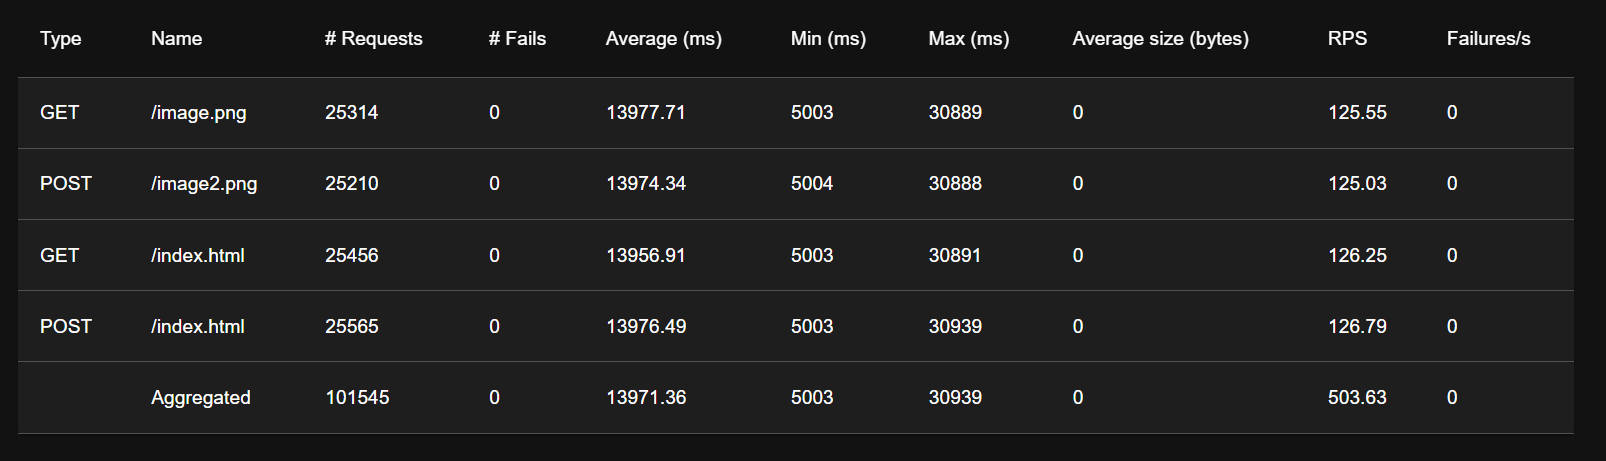 Type Name # Requests # Fails Average (ms) Min (ms) Max (ms) Average size (bytes) RPS Failures/s
GET /image.png 25314 0 13977.71 5003 30889 0 125.55 0
POST /image2.png 25210 0 13974.34 5004 30888 0 125.03 0
GET /index.html 25456 0 13956.91 5003 30891 0 126.25 0
POST /index.html 25565 0 13976.49 5003 30939 0 126.79 0
Aggregated 101545 0 13971.36 5003 30939 0 503.63 0